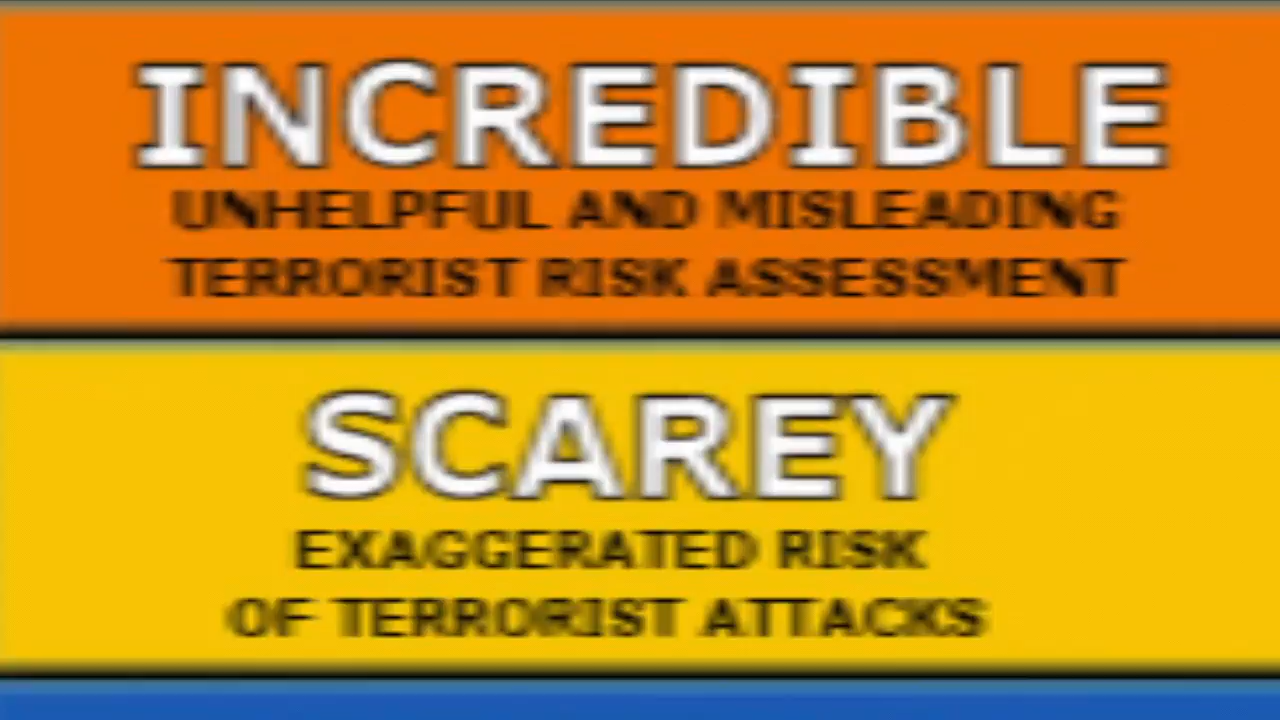 INCREDIBLE
UNHELPFUL AND MISLEADING
TERRORIST RISK ASSESSMENT
SCAREY
EXAGGERATED RISK
OF TERRORIST ATTACKS